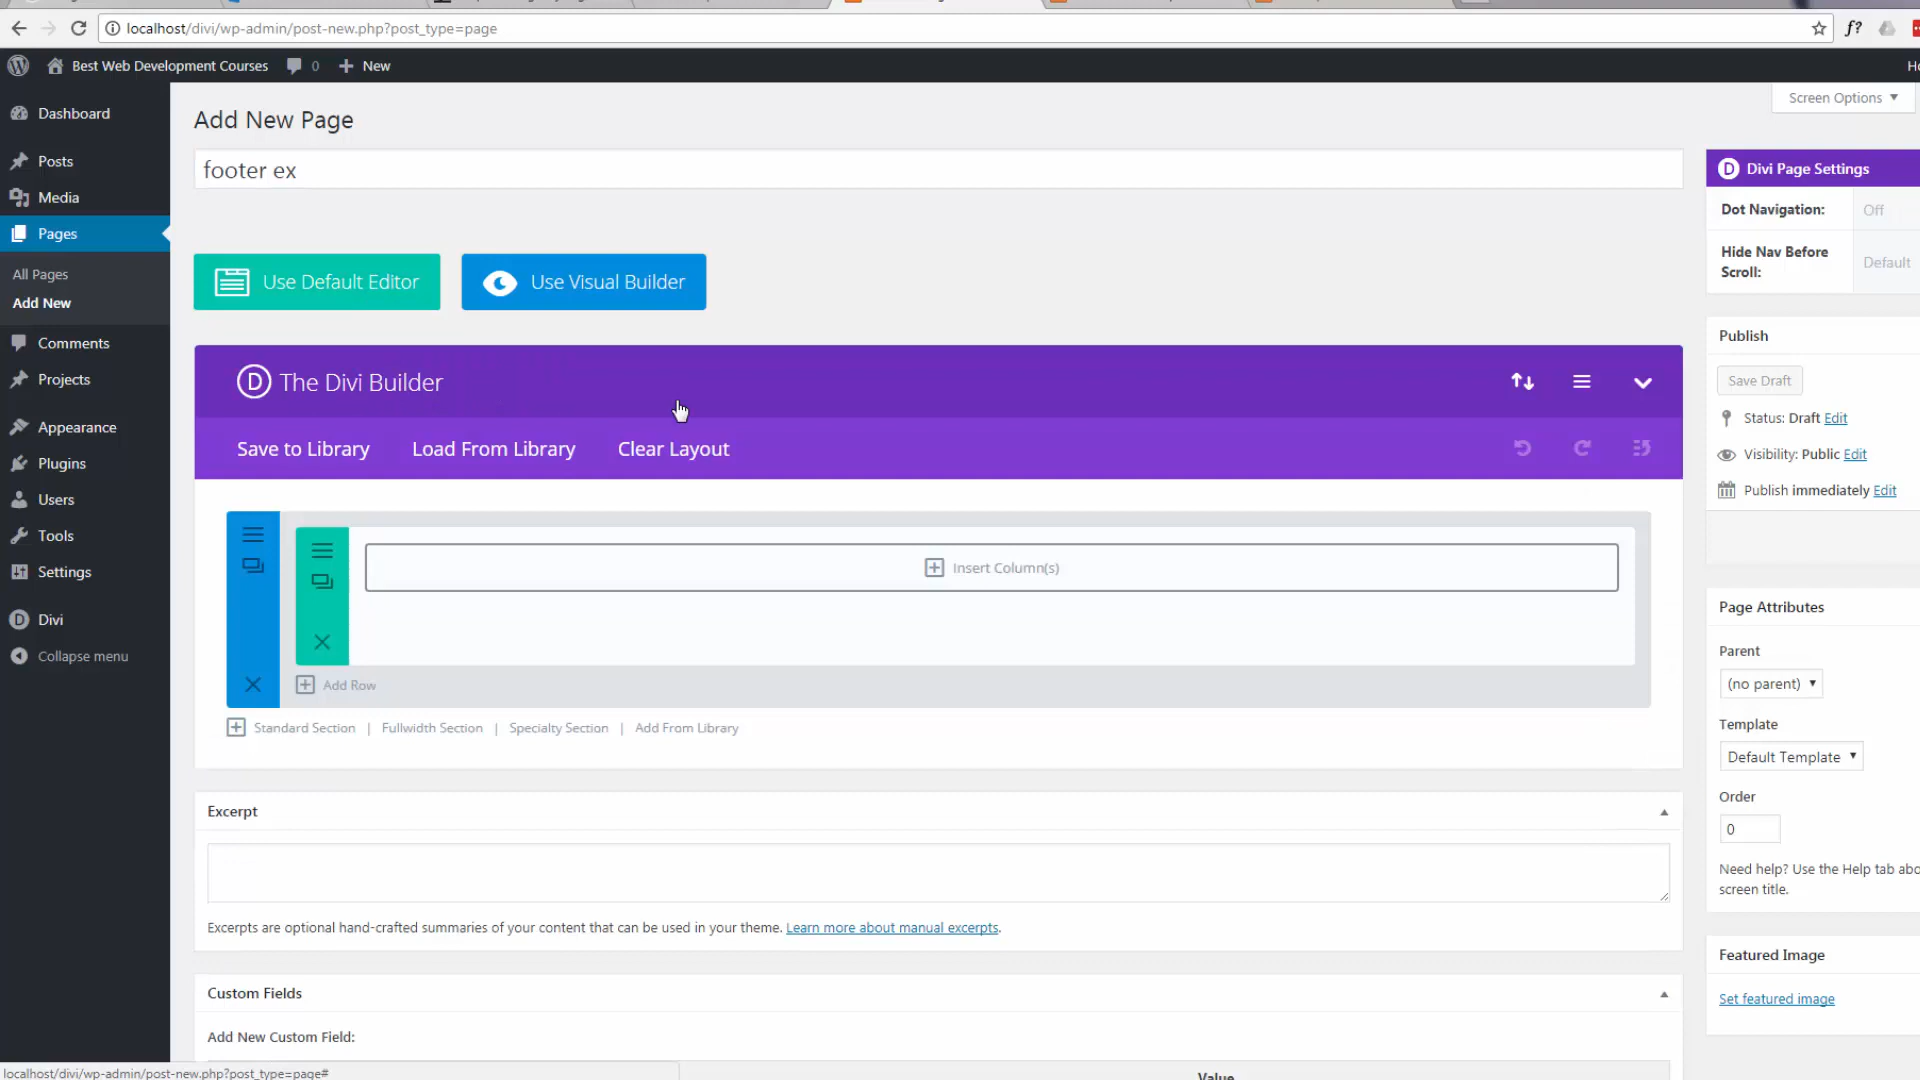 localhost/divi/wp-admin/post-new.php?post_type=page
f?
Best Web Development Courses
0
New
Screen Options
Dashboard
Posts
Media
Pages
All Pages
Add New
Comments
Projects
Appearance
Plugins
Users
Tools
Settings
Divi
Collapse menu
Add New Page
footer ex
Use Default Editor
Use Visual Builder
The Divi Builder
Save to Library
Load From Library
Clear Layout
Insert Column(s)
Add Row
Standard Section | Fullwidth Section | Specialty Section | Add From Library
Excerpt
Excerpts are optional hand-crafted summaries of your content that can be used in your theme. Learn more about manual excerpts.
Custom Fields
Add New Custom Field:
Value
Divi Page Settings
Dot Navigation: Off
Hide Nav Before
Scroll:
Default
Publish
Save Draft
Status: Draft Edit
Visibility: Public Edit
Publish immediately Edit
Page Attributes
Parent
(no parent)
Template
Default Template
Order
0
Need help? Use the Help tab
screen title.
Featured Image
Set featured image
localhost/divi/wp-admin/post-new.php?post_type=page#